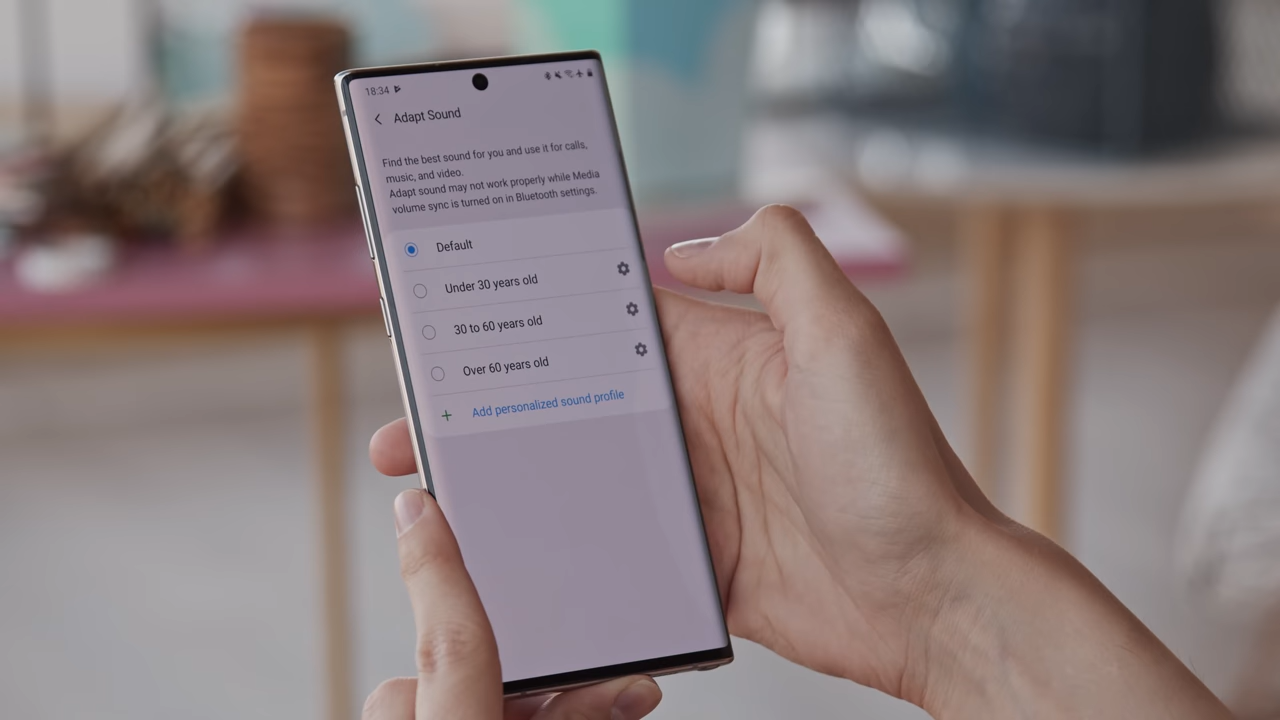 18:34
Adapt Sound
Find the best sound for you and use it for calls,
music, and video.
Adapt sound may not work properly while Media
volume sync is turned on in Bluetooth settings.
Default
Under 30 years old
30 to 60 years old
Over 60 years old
+ Add personalized sound profile